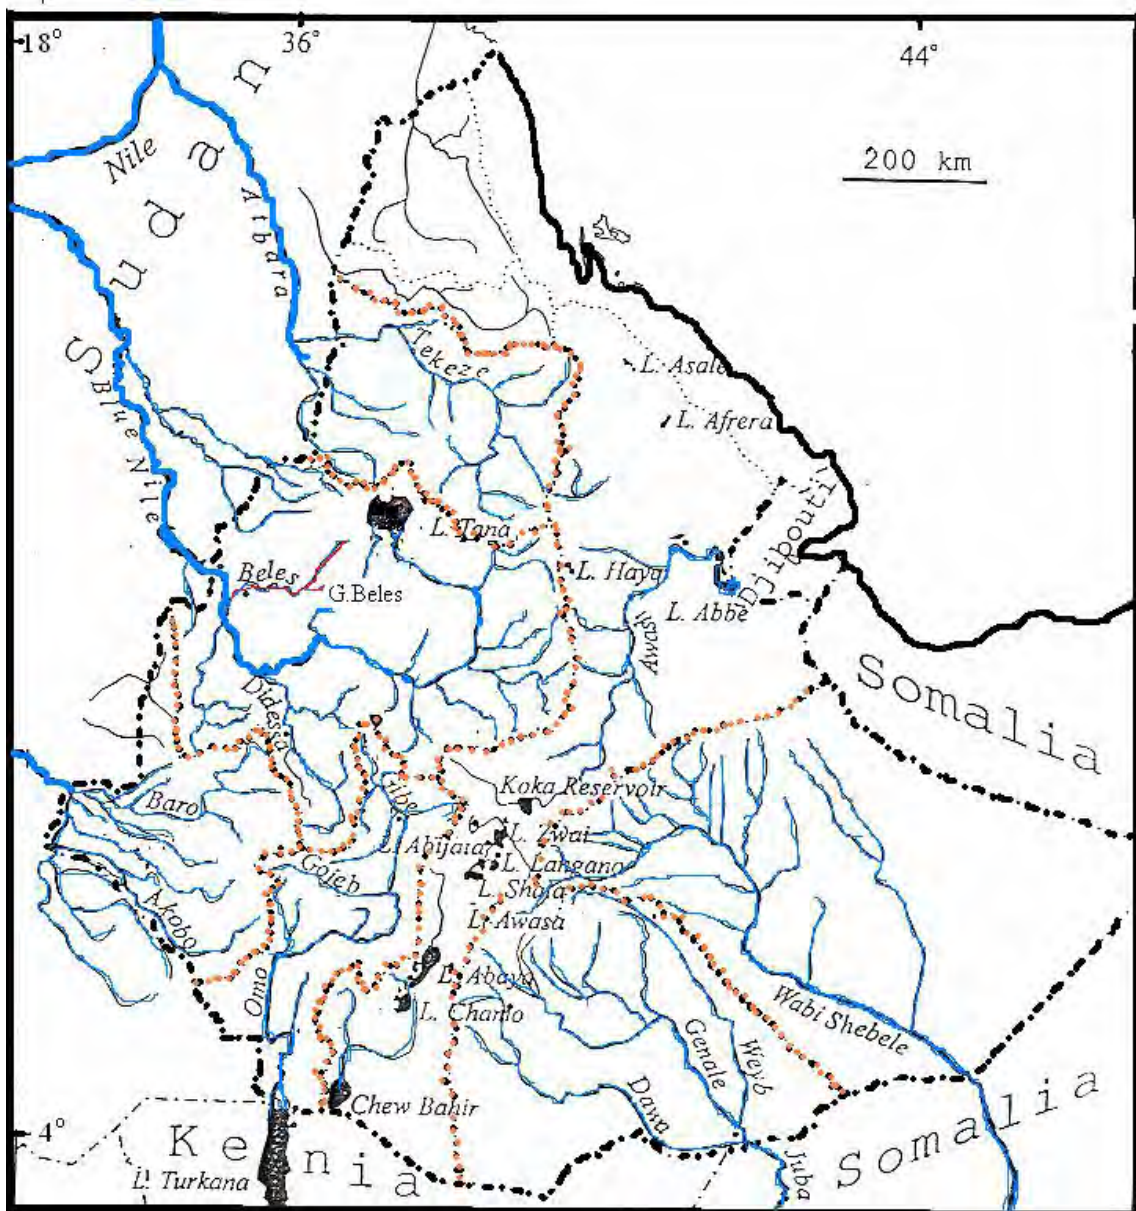 18°
36°
44°
Nile
Sudan
Atbara
200 km
Tekeze
L. Asale
L. Afrera
Blue Nile
L. Tana
Djibouti
Beles
G.Beles
L. Hayq
L. Abbe
Awash
Somalia
Didessa
Koka Reservoir
Baro
Gibe
L. Zwai
L. Abijata
L. Langano
Gojeb
L. Shala
Akobo
L. Awasa
Omo
L. Abaya
L. Chamo
Wabi Shebele
Genale
Weyb
Dawa
Chew Bahir
4°
Kenia
Somalia
L. Turkana
Juba